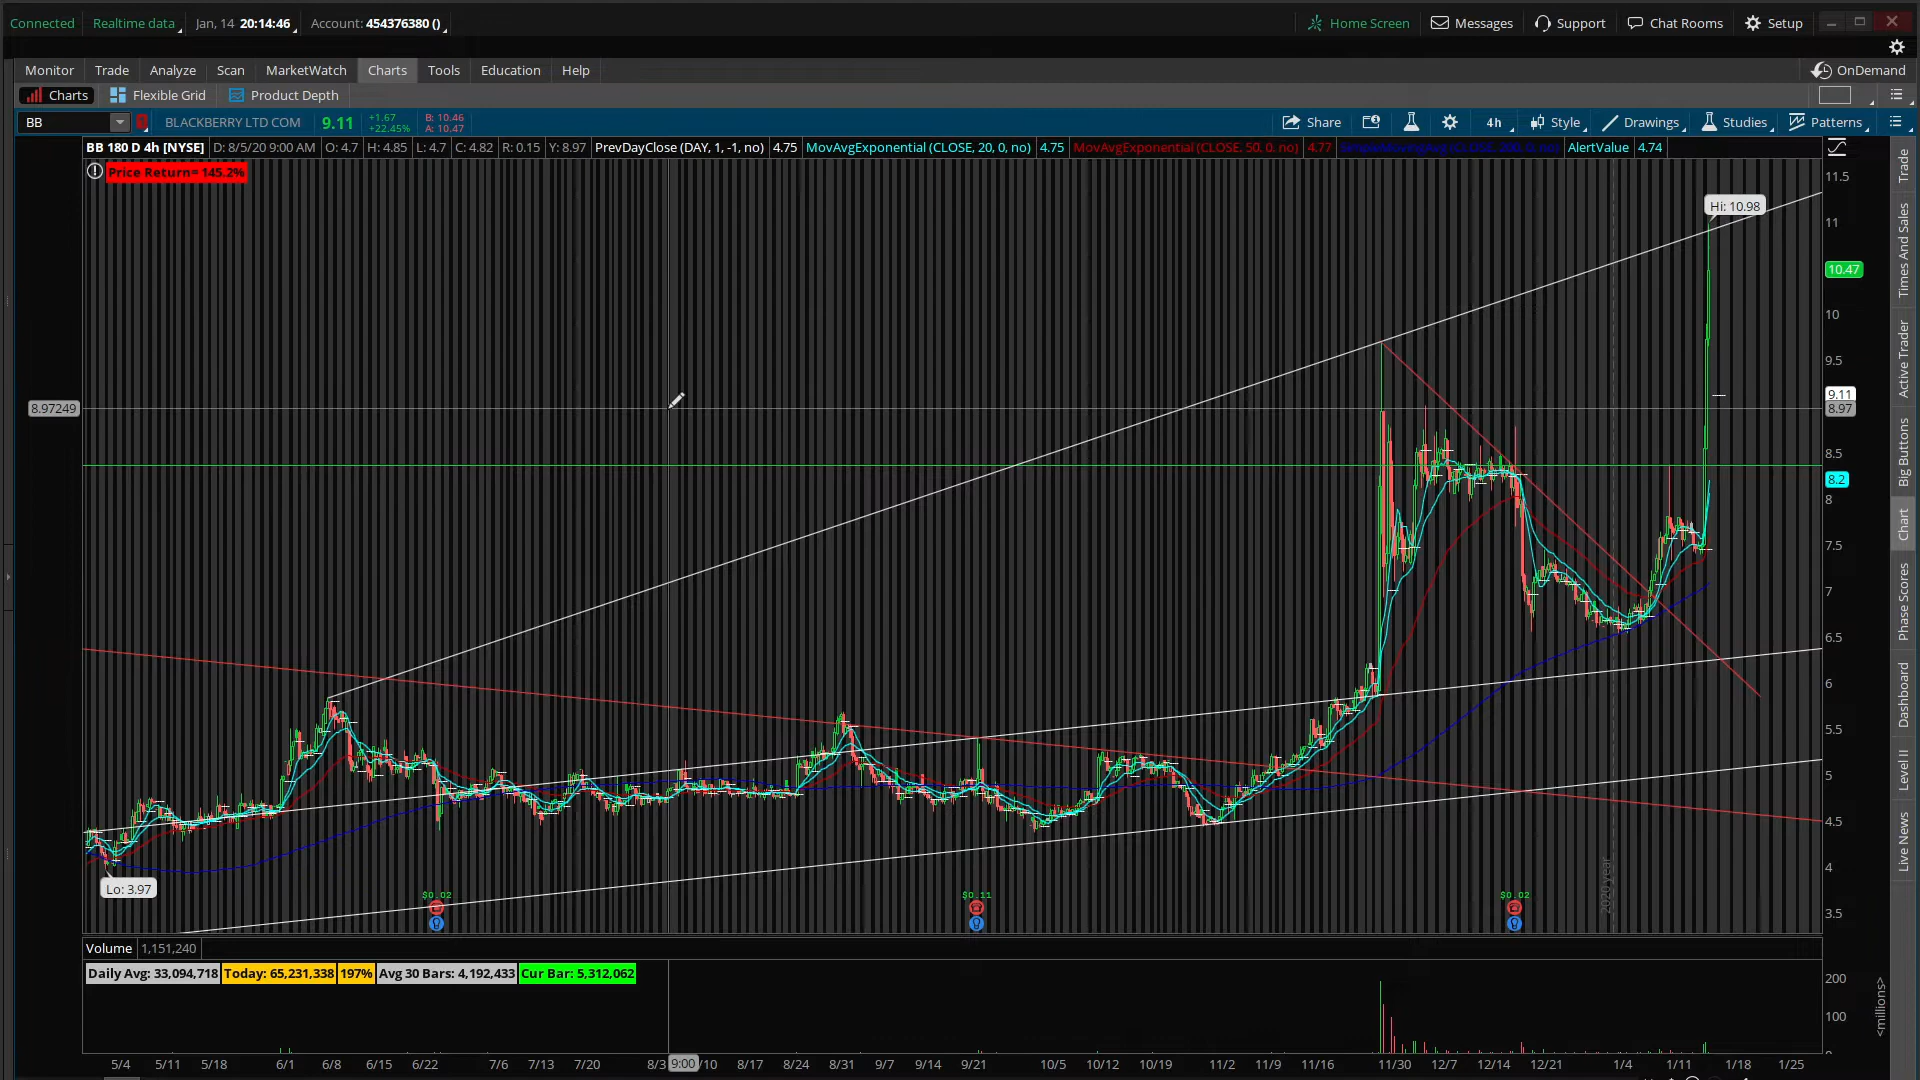 Connected Realtime data Jan, 14 20:14:46 Account: 454376380 () Home Screen Messages Support Chat Rooms Setup
Monitor Trade Analyze Scan MarketWatch Charts Tools Education Help OnDemand
Charts Flexible Grid Product Depth
BB BLACKBERRY LTD COM 9.11 +1.67 +22.45% B: 10.46 A: 10.47 Share 4h Style Drawings Studies Patterns
BB 180 D 4h [NYSE] D: 8/5/20 9:00 AM O: 4.7 H: 4.85 L: 4.7 C: 4.82 R: 0.15 Y: 8.97 PrevDayClose (DAY, 1, -1, no) 4.75 MovAvgExponential (CLOSE, 20, 0, no) 4.75 MovAvgExponential (CLOSE, 50, 0, no) 4.77 SimpleMovingAvg (CLOSE, 200, 0, no) AlertValue 4.74
Price Return= 145.2%
Hi: 10.98
11.5
11
10.47
10
9.5
9.11
8.97249
8.97
8.5
8.2
8
7.5
7
6.5
6
5.5
5
4.5
4
3.5
Lo: 3.97
$0.02 $0.11 $0.02
2020 year
Volume 1,151,240
Daily Avg: 33,094,718 Today: 65,231,338 197% Avg 30 Bars: 4,192,433 Cur Bar: 5,312,062
200
100
<millions>
5/4 5/11 5/18 6/1 6/8 6/15 6/22 7/6 7/13 7/20 8/3 9:00 /10 8/17 8/24 8/31 9/7 9/14 9/21 10/5 10/12 10/19 11/2 11/9 11/16 11/30 12/7 12/14 12/21 1/4 1/11 1/18 1/25
Trade
Times And Sales
Active Trader
Big Buttons
Chart
Phase Scores
Dashboard
Level II
Live News